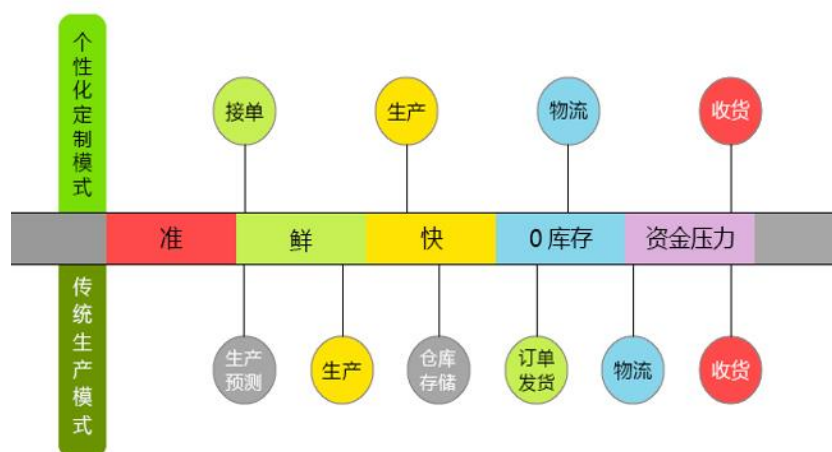 个性化定制模式
接单
生产
物流
收货
准
鲜
快
0库存
资金压力
传统生产模式
生产
预测
生产
仓库
存储
订单
发货
物流
收货